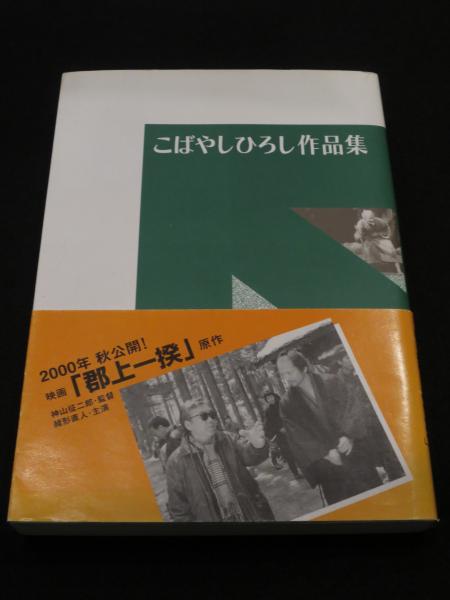 こばやしひろし作品集
2000年 秋公開!
映画「郡上一揆」原作
神山征二郎・監督
緒形直人・主演